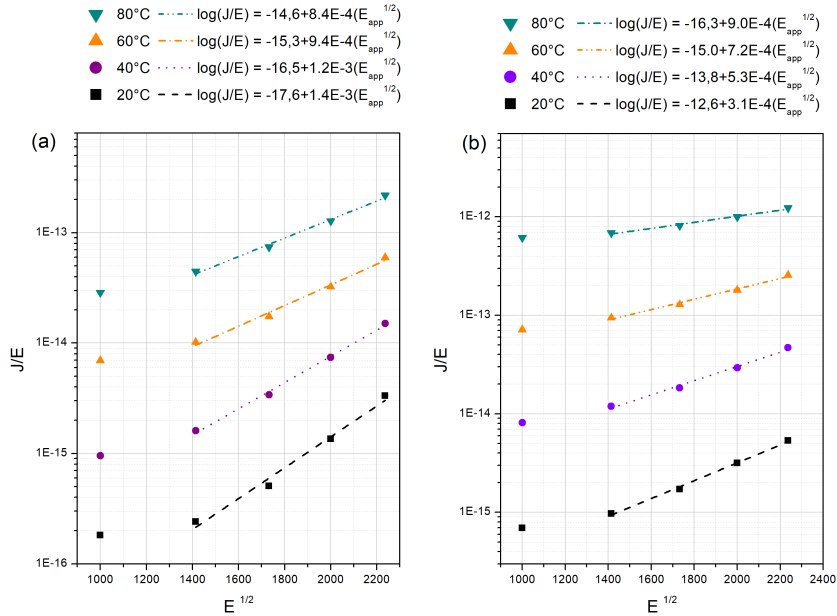 80°C log(J/E) = -14,6+8.4E-4(E_app^1/2)
60°C log(J/E) = -15,3+9.4E-4(E_app^1/2)
40°C log(J/E) = -16,5+1.2E-3(E_app^1/2)
20°C log(J/E) = -17,6+1.4E-3(E_app^1/2)
(a)
1E-13
1E-14
1E-15
1E-16
J/E
1000 1200 1400 1600 1800 2000 2200
E 1/2
80°C log(J/E) = -16,3+9.0E-4(E_app^1/2)
60°C log(J/E) = -15.0+7.2E-4(E_app^1/2)
40°C log(J/E) = -13,8+5.3E-4(E_app^1/2)
20°C log(J/E) = -12,6+3.1E-4(E_app^1/2)
(b)
1E-12
1E-13
1E-14
1E-15
J/E
1000 1200 1400 1600 1800 2000 2200 2400
E 1/2